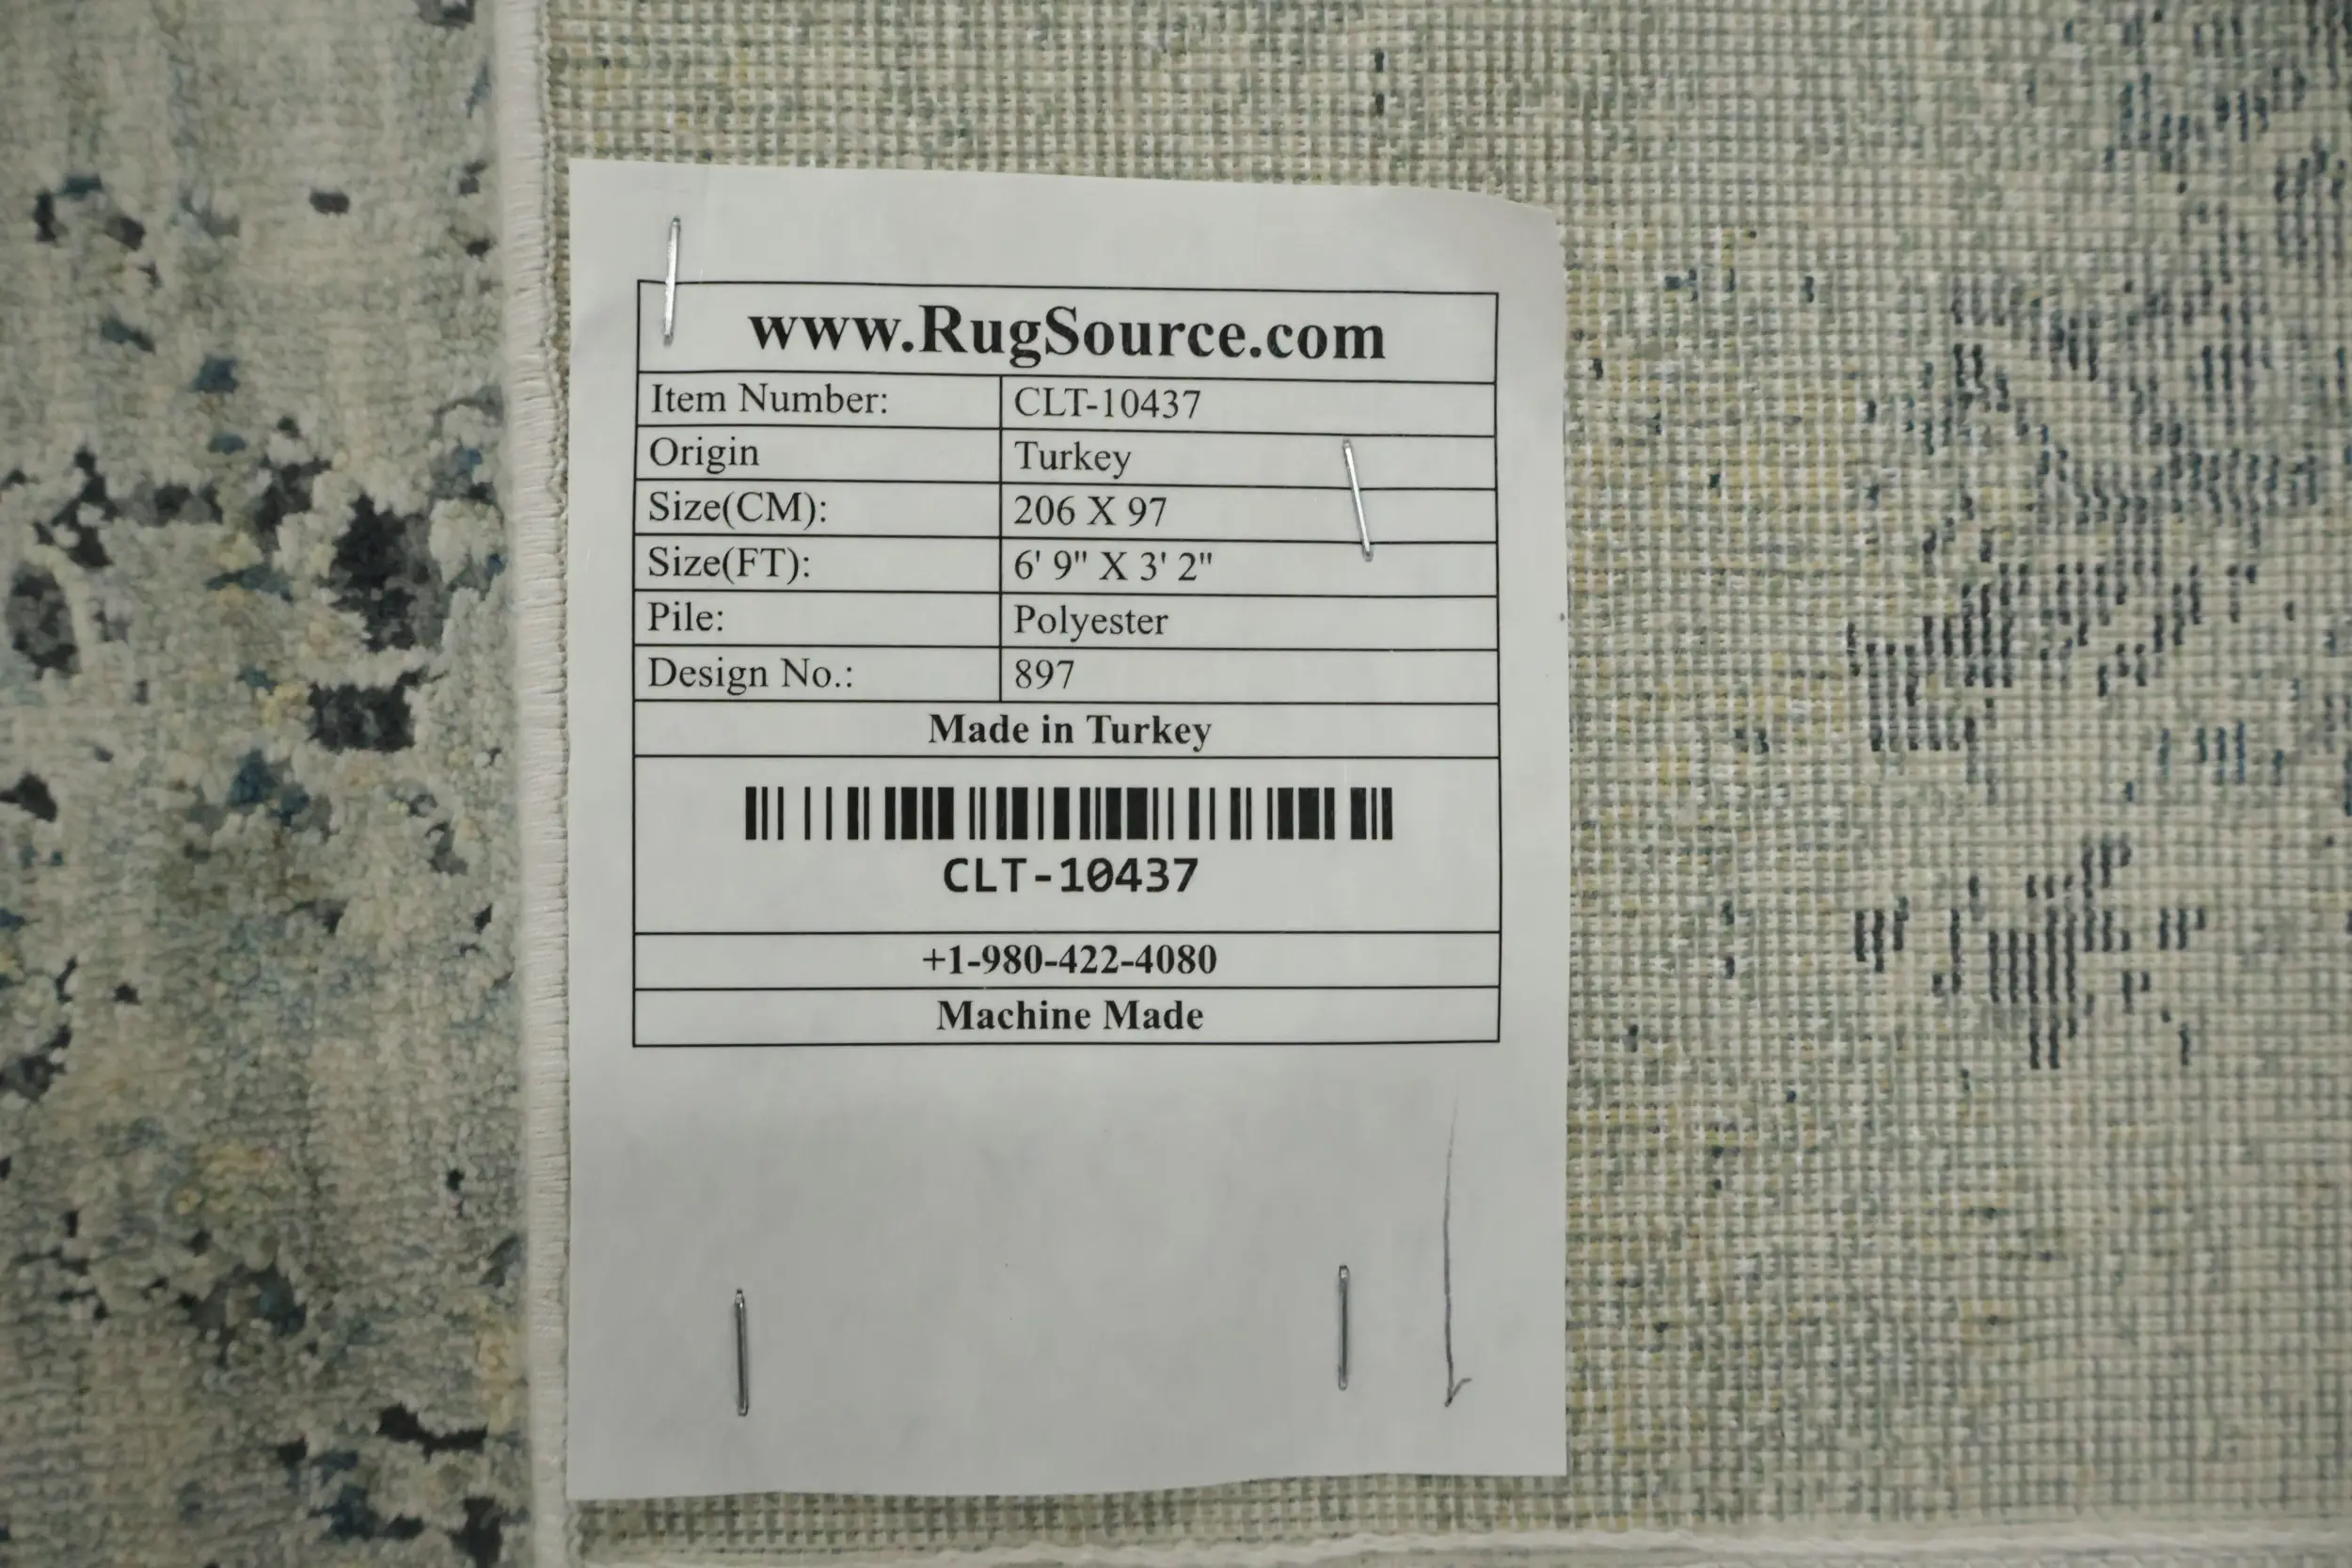 www.RugSource.com
Item Number: CLT-10437
Origin Turkey
Size(CM): 206 X 97
Size(FT): 6' 9" X 3' 2"
Pile: Polyester
Design No.: 897
Made in Turkey
CLT-10437
+1-980-422-4080
Machine Made